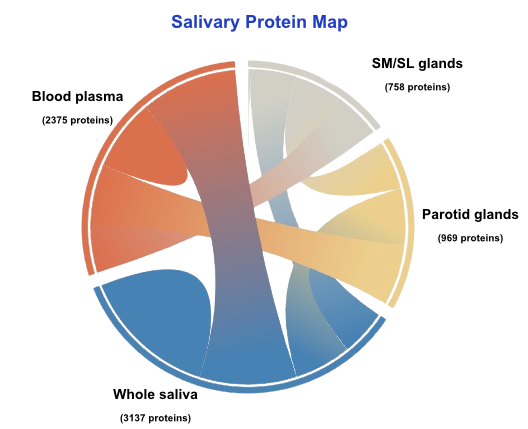 Salivary Protein Map
SM/SL glands
(758 proteins)
Blood plasma
(2375 proteins)
Parotid glands
(969 proteins)
Whole saliva
(3137 proteins)